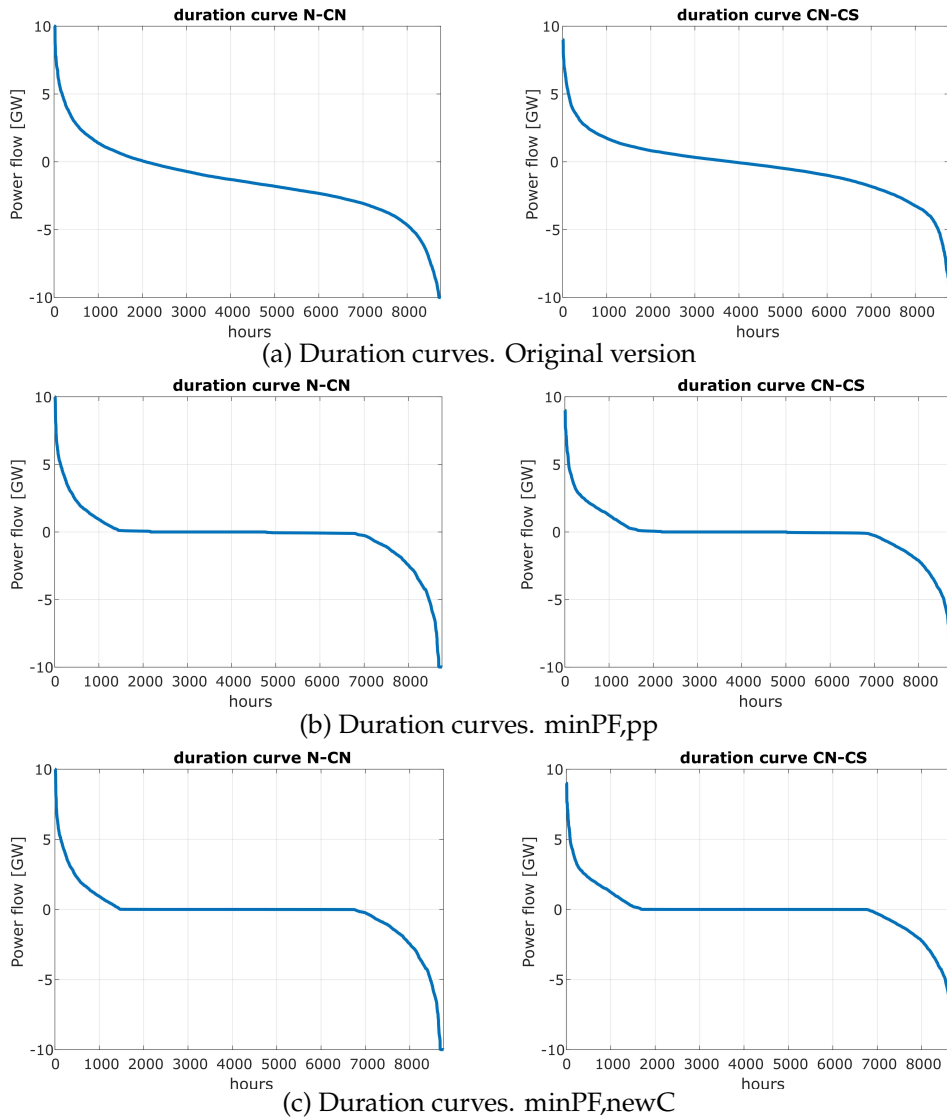 duration curve N-CN
duration curve CN-CS
10
5
0
-5
-10
Power flow [GW]
0 1000 2000 3000 4000 5000 6000 7000 8000
hours
10
5
0
-5
-10
Power flow [GW]
0 1000 2000 3000 4000 5000 6000 7000 8000
hours
(a) Duration curves. Original version
duration curve N-CN
duration curve CN-CS
10
5
0
-5
-10
Power flow [GW]
0 1000 2000 3000 4000 5000 6000 7000 8000
hours
10
5
0
-5
-10
Power flow [GW]
0 1000 2000 3000 4000 5000 6000 7000 8000
hours
(b) Duration curves. minPF,pp
duration curve N-CN
duration curve CN-CS
10
5
0
-5
-10
Power flow [GW]
0 1000 2000 3000 4000 5000 6000 7000 8000
hours
10
5
0
-5
-10
Power flow [GW]
0 1000 2000 3000 4000 5000 6000 7000 8000
hours
(c) Duration curves. minPF,newC